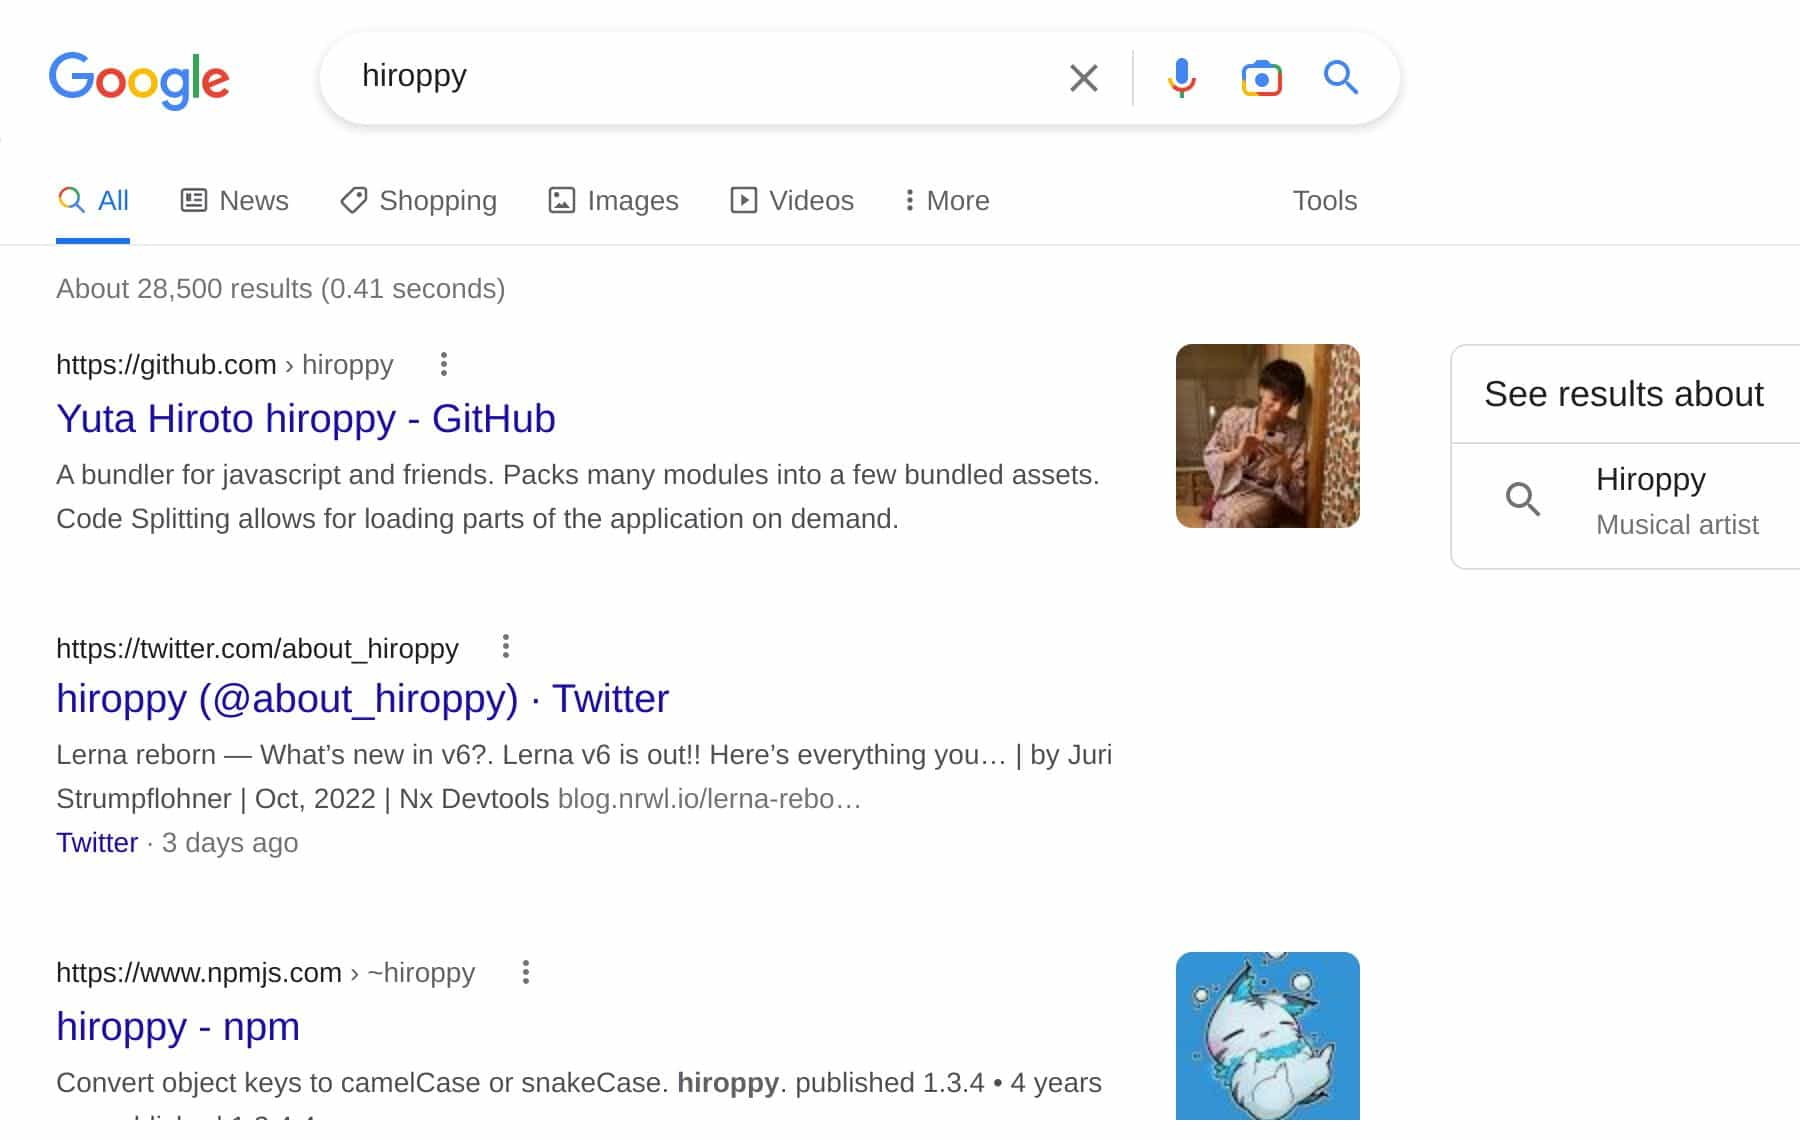 Google
hiroppy
All News Shopping Images Videos More Tools
About 28,500 results (0.41 seconds)
https://github.com › hiroppy
Yuta Hiroto hiroppy - GitHub
A bundler for javascript and friends. Packs many modules into a few bundled assets.
Code Splitting allows for loading parts of the application on demand.
See results about
Hiroppy
Musical artist
https://twitter.com/about_hiroppy
hiroppy (@about_hiroppy) · Twitter
Lerna reborn — What’s new in v6?. Lerna v6 is out!! Here’s everything you… | by Juri
Strumpflohner | Oct, 2022 | Nx Devtools blog.nrwl.io/lerna-rebo…
Twitter · 3 days ago
https://www.npmjs.com › ~hiroppy
hiroppy - npm
Convert object keys to camelCase or snakeCase. hiroppy. published 1.3.4 • 4 years